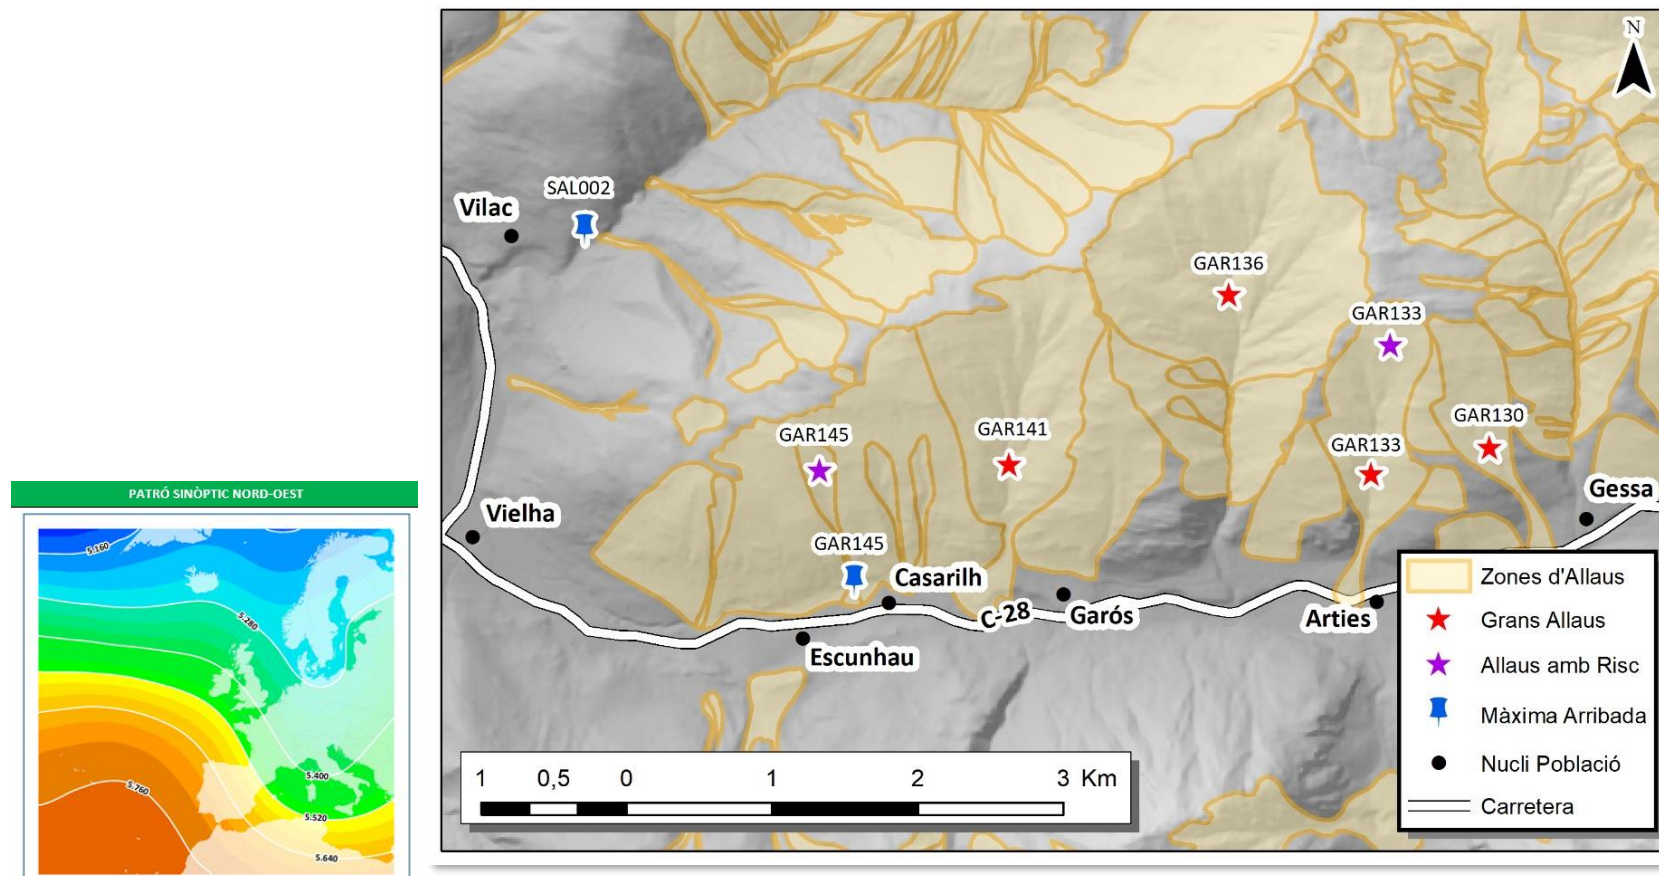 PATRÓ SINÒPTIC NORD-OEST
5.160
5.280
5.400
5.760
5.520
5.640
N
SAL002
Vilac
GAR136
GAR133
GAR145
GAR141
GAR130
GAR133
Gessa
Vielha
GAR145
Casarilh
C-28
Garós
Arties
Escunhau
Zones d'Allaus
Grans Allaus
Allaus amb Risc
Màxima Arribada
Nucli Població
Carretera
1 0,5 0 1 2 3 Km